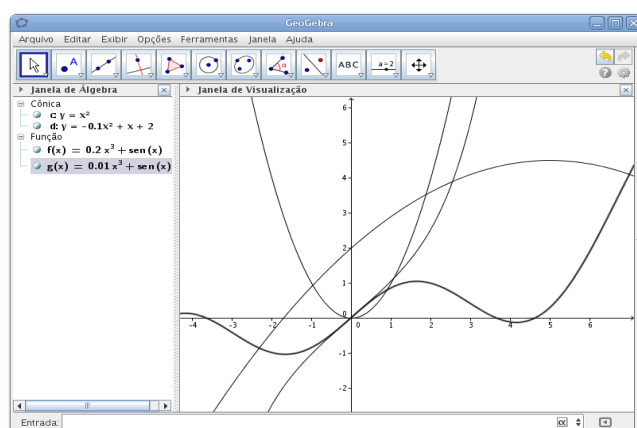 GeoGebra
Arquivo Editar Exibir Opções Ferramentas Janela Ajuda
A α ABC a=2
Janela de Álgebra
Janela de Visualização
Cônica
c: y = x²
d: y = -0.1x² + x + 2
Função
f(x) = 0.2 x³ + sen(x)
g(x) = 0.01 x³ + sen(x)
6
5
4
3
2
1
0
-4 -3 -2 -1 0 1 2 3 4 5 6
-1
-2
Entrada:
α